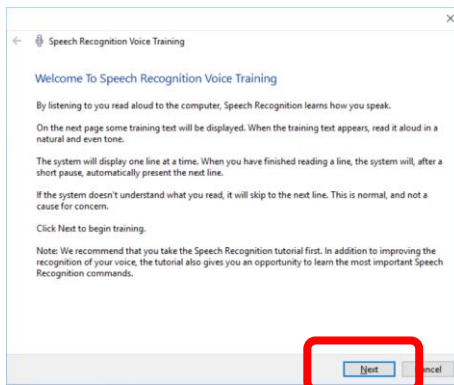 Speech Recognition Voice Training
Welcome To Speech Recognition Voice Training
By listening to you read aloud to the computer, Speech Recognition learns how you speak.
On the next page some training text will be displayed. When the training text appears, read it aloud in a
natural and even tone.
The system will display one line at a time. When you have finished reading a line, the system will, after a
short pause, automatically present the next line.
If the system doesn't understand what you read, it will skip to the next line. This is normal, and not a
cause for concern.
Click Next to begin training.
Note: We recommend that you take the Speech Recognition tutorial first. In addition to improving the
recognition of your voice, the tutorial also gives you an opportunity to learn the most important Speech
Recognition commands.
Next ncel